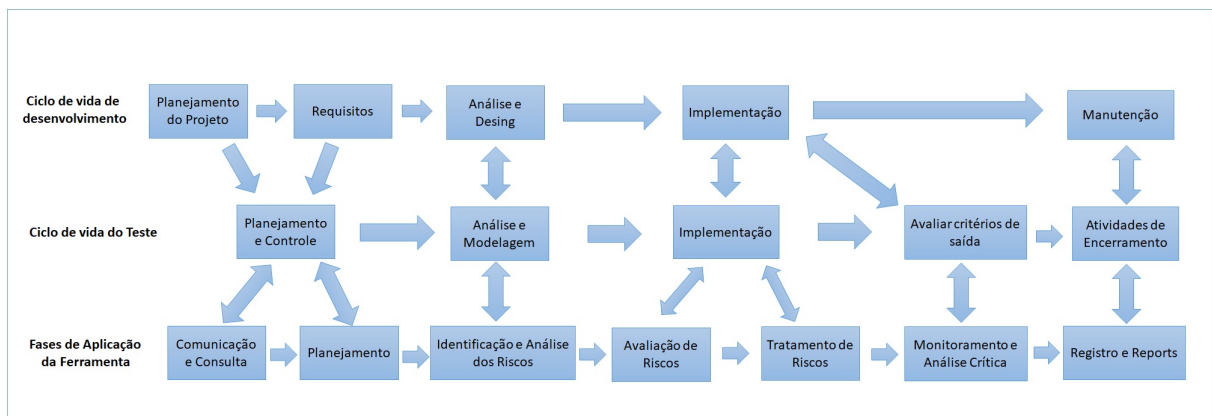 Ciclo de vida de
desenvolvimento
Planejamento
do Projeto
Requisitos
Análise e
Desing
Implementação
Manutenção
Ciclo de vida do Teste
Planejamento
e Controle
Análise e
Modelagem
Implementação
Avaliar critérios de
saída
Atividades de
Encerramento
Fases de Aplicação
da Ferramenta
Comunicação
e Consulta
Planejamento
Identificação e Análise
dos Riscos
Avaliação de
Riscos
Tratamento de
Riscos
Monitoramento e
Análise Crítica
Registro e Reports